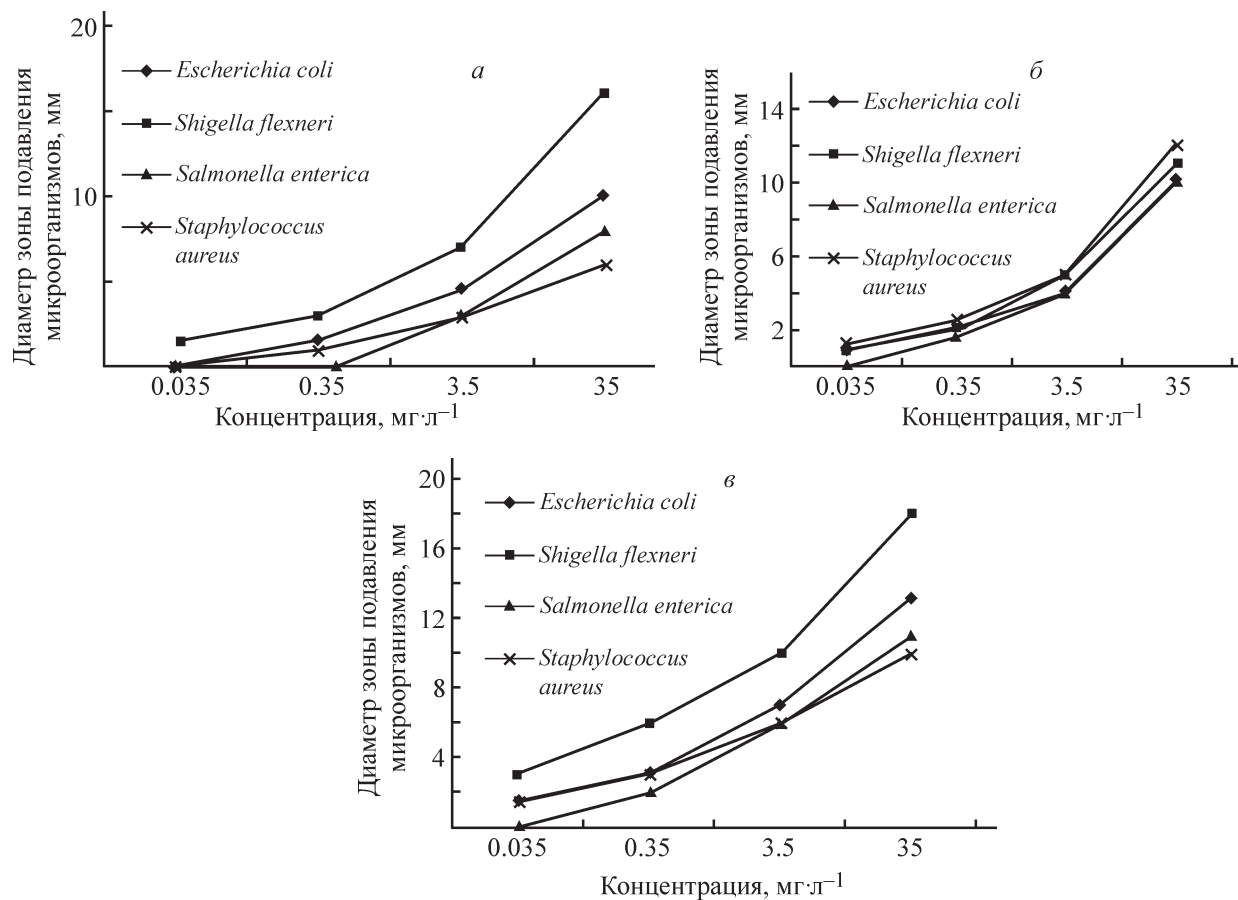 Диаметр зоны подавления
микроорганизмов, мм
20
10
а
Escherichia coli
Shigella flexneri
Salmonella enterica
Staphylococcus
aureus
0.035 0.35 3.5 35
Концентрация, мг·л–1
Диаметр зоны подавления
микроорганизмов, мм
14
10
6
2
б
Escherichia coli
Shigella flexneri
Salmonella enterica
Staphylococcus
aureus
0.035 0.35 3.5 35
Концентрация, мг·л–1
Диаметр зоны подавления
микроорганизмов, мм
20
16
12
8
4
в
Escherichia coli
Shigella flexneri
Salmonella enterica
Staphylococcus
aureus
0.035 0.35 3.5 35
Концентрация, мг·л–1